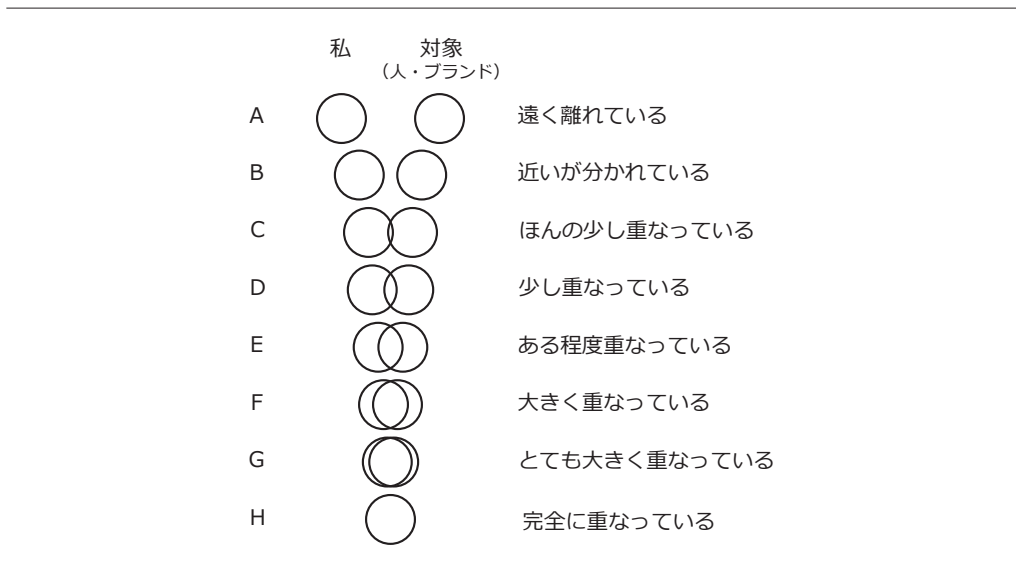 私 対象
（人・ブランド）
A 遠く離れている
B 近いが分かれている
C ほんの少し重なっている
D 少し重なっている
E ある程度重なっている
F 大きく重なっている
G とても大きく重なっている
H 完全に重なっている